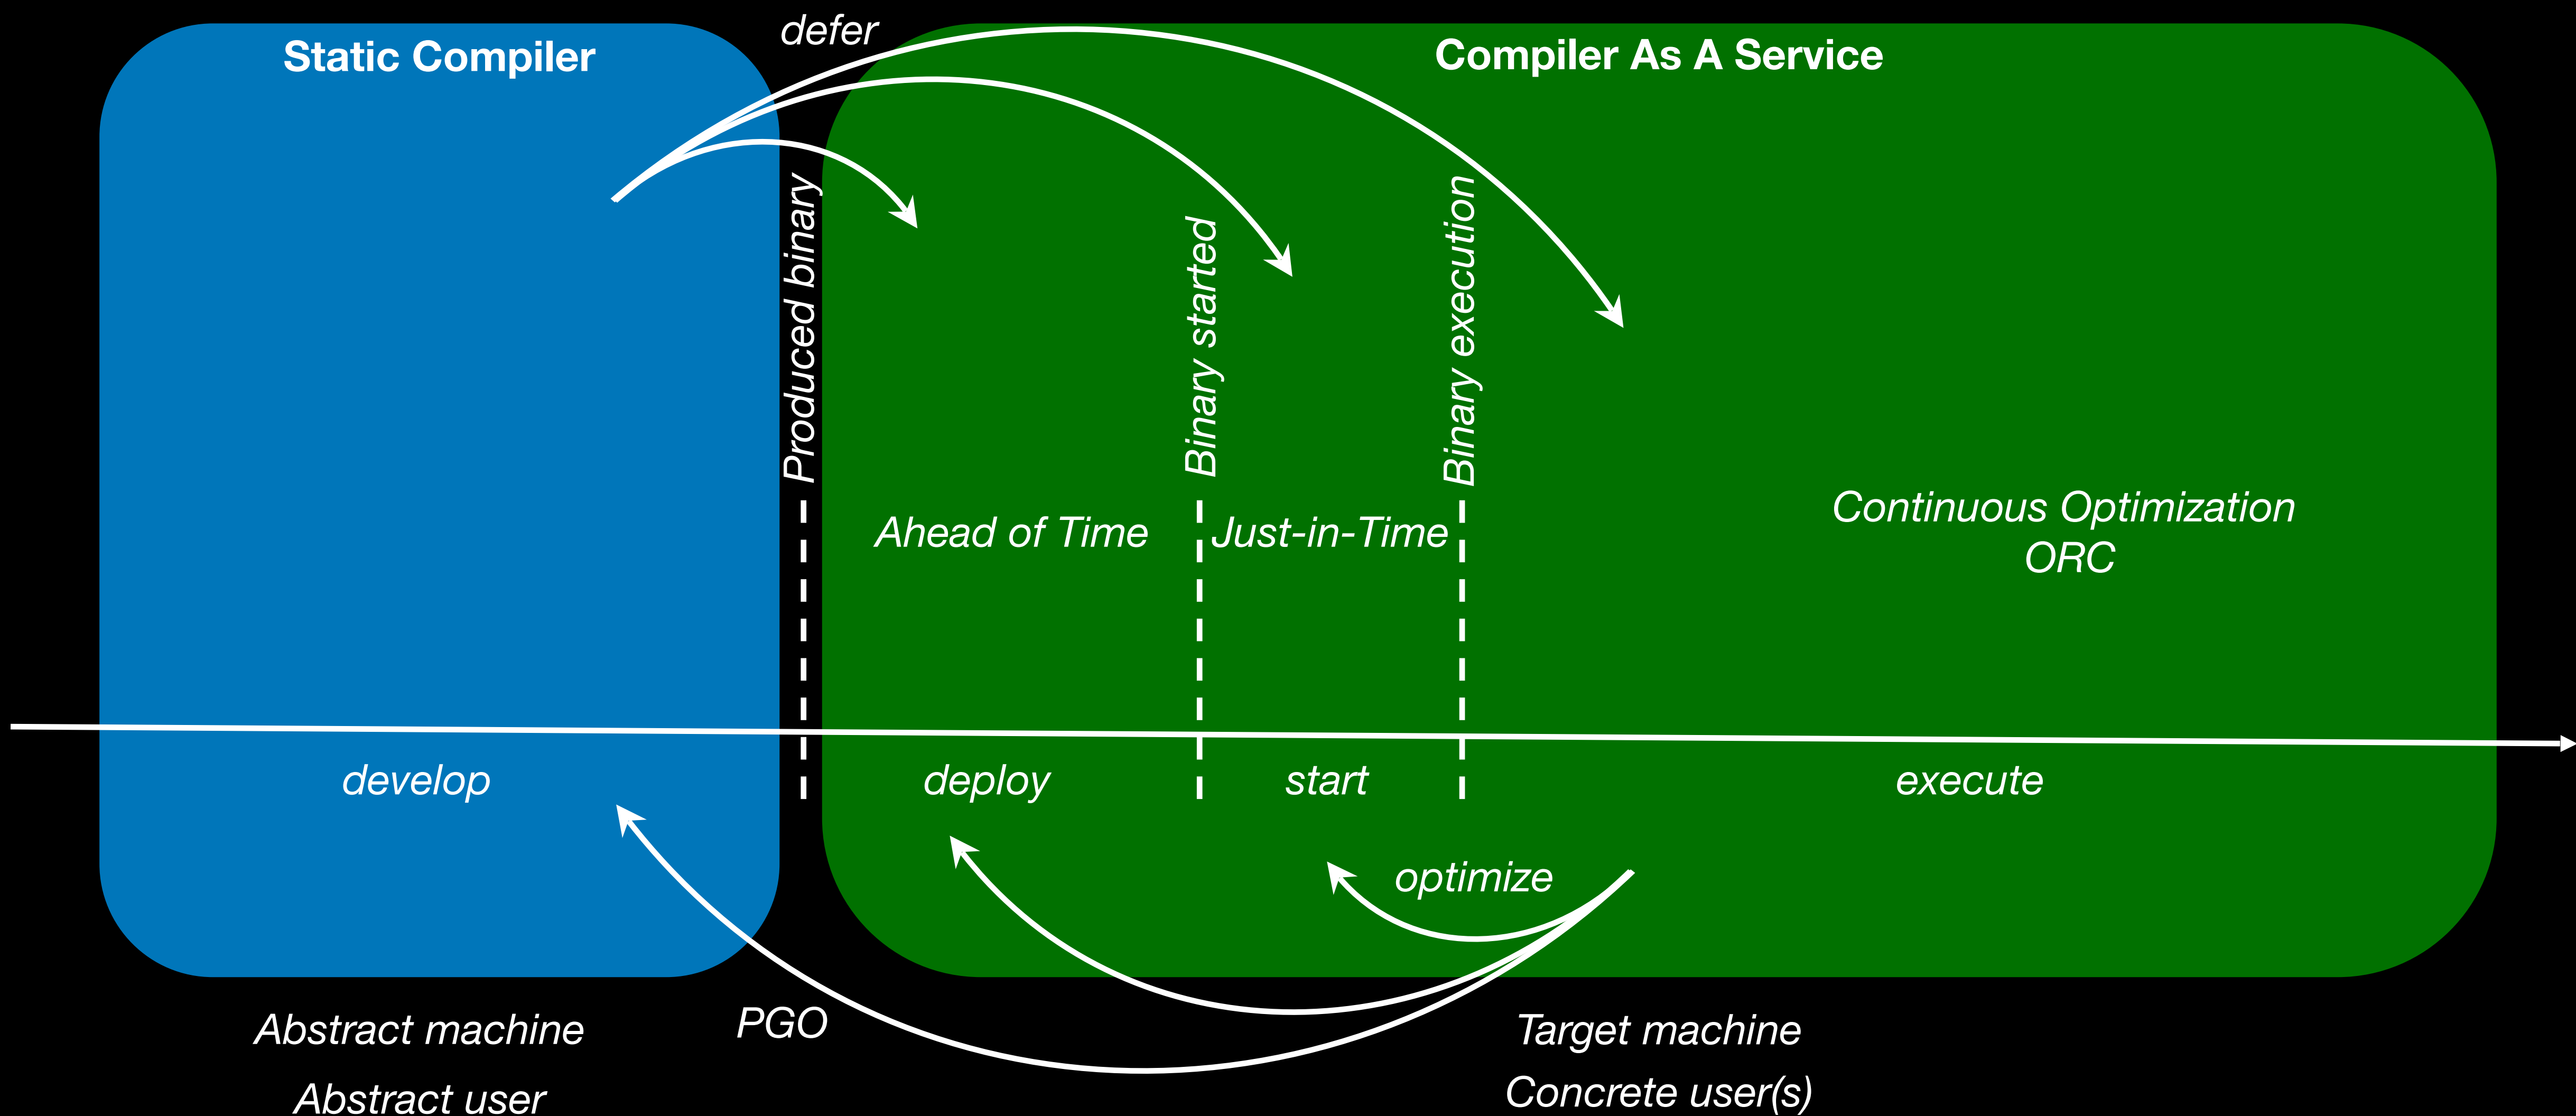 defer
Static Compiler
Compiler As A Service
Produced binary
Binary started
Binary execution
Ahead of Time
Just-in-Time
Continuous Optimization
ORC
develop
deploy
start
execute
optimize
PGO
Abstract machine
Abstract user
Target machine
Concrete user(s)